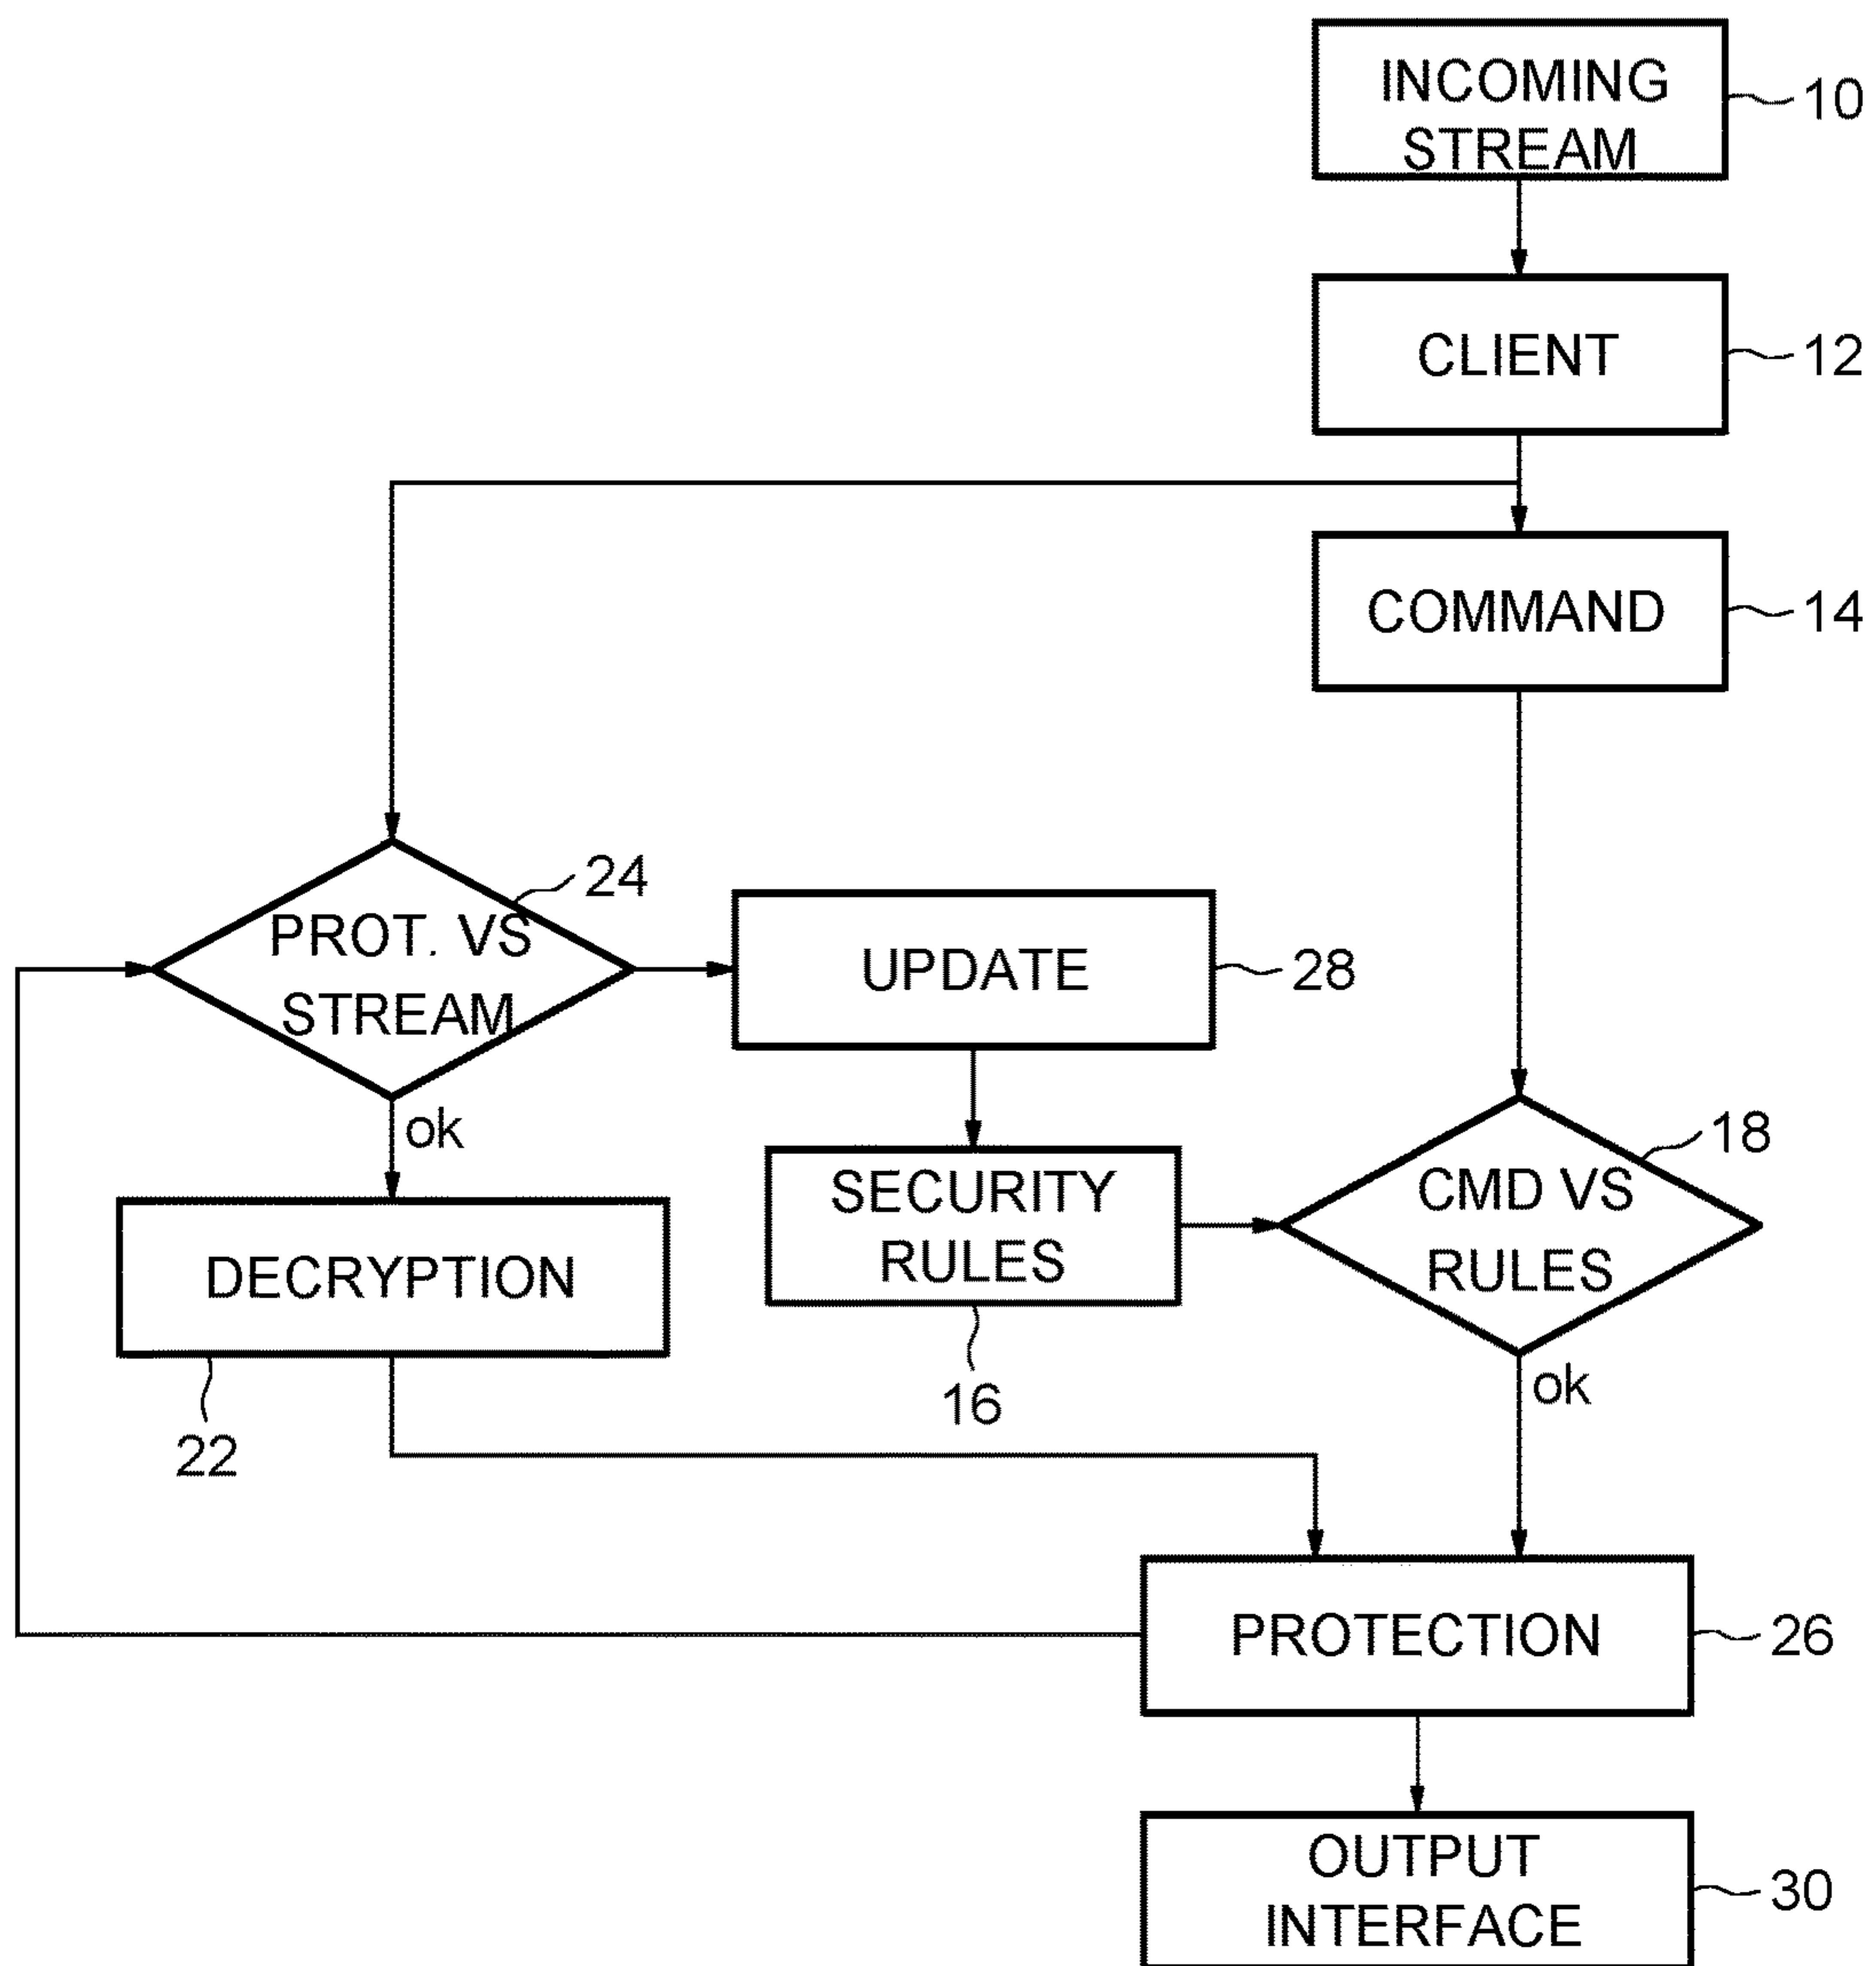 INCOMING
STREAM
10
CLIENT
12
COMMAND
14
24
PROT. VS
STREAM
UPDATE
28
ok
18
CMD VS
RULES
SECURITY
RULES
16
DECRYPTION
22
ok
PROTECTION
26
OUTPUT
INTERFACE
30